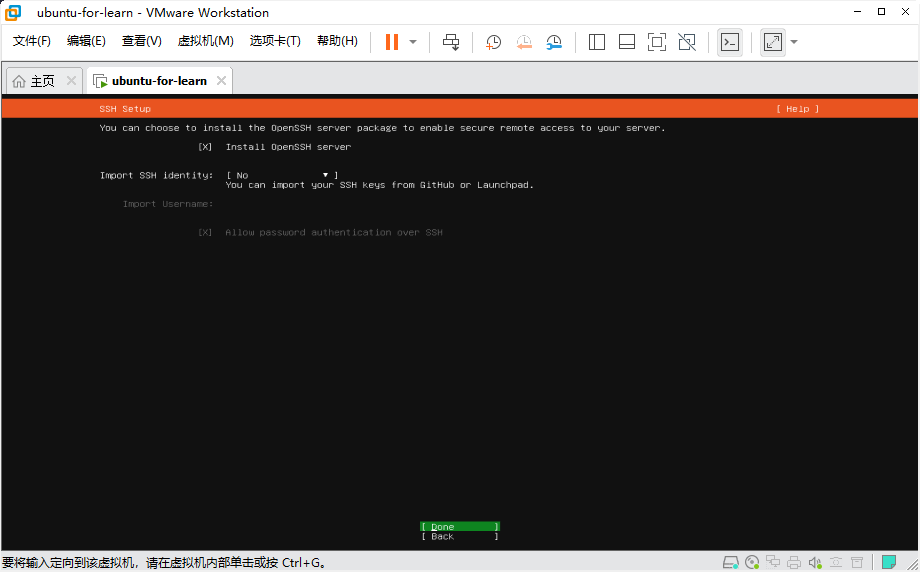 ubuntu-for-learn - VMware Workstation
文件(F) 编辑(E) 查看(V) 虚拟机(M) 选项卡(T) 帮助(H)
主页 ubuntu-for-learn
SSH Setup [ Help ]
You can choose to install the OpenSSH server package to enable secure remote access to your server.
[X] Install OpenSSH server
Import SSH identity: [ No ▾ ]
You can import your SSH keys from GitHub or Launchpad.
Import Username:
[X] Allow password authentication over SSH
[ Done ]
[ Back ]
要将输入定向到该虚拟机，请在虚拟机内部单击或按 Ctrl+G。